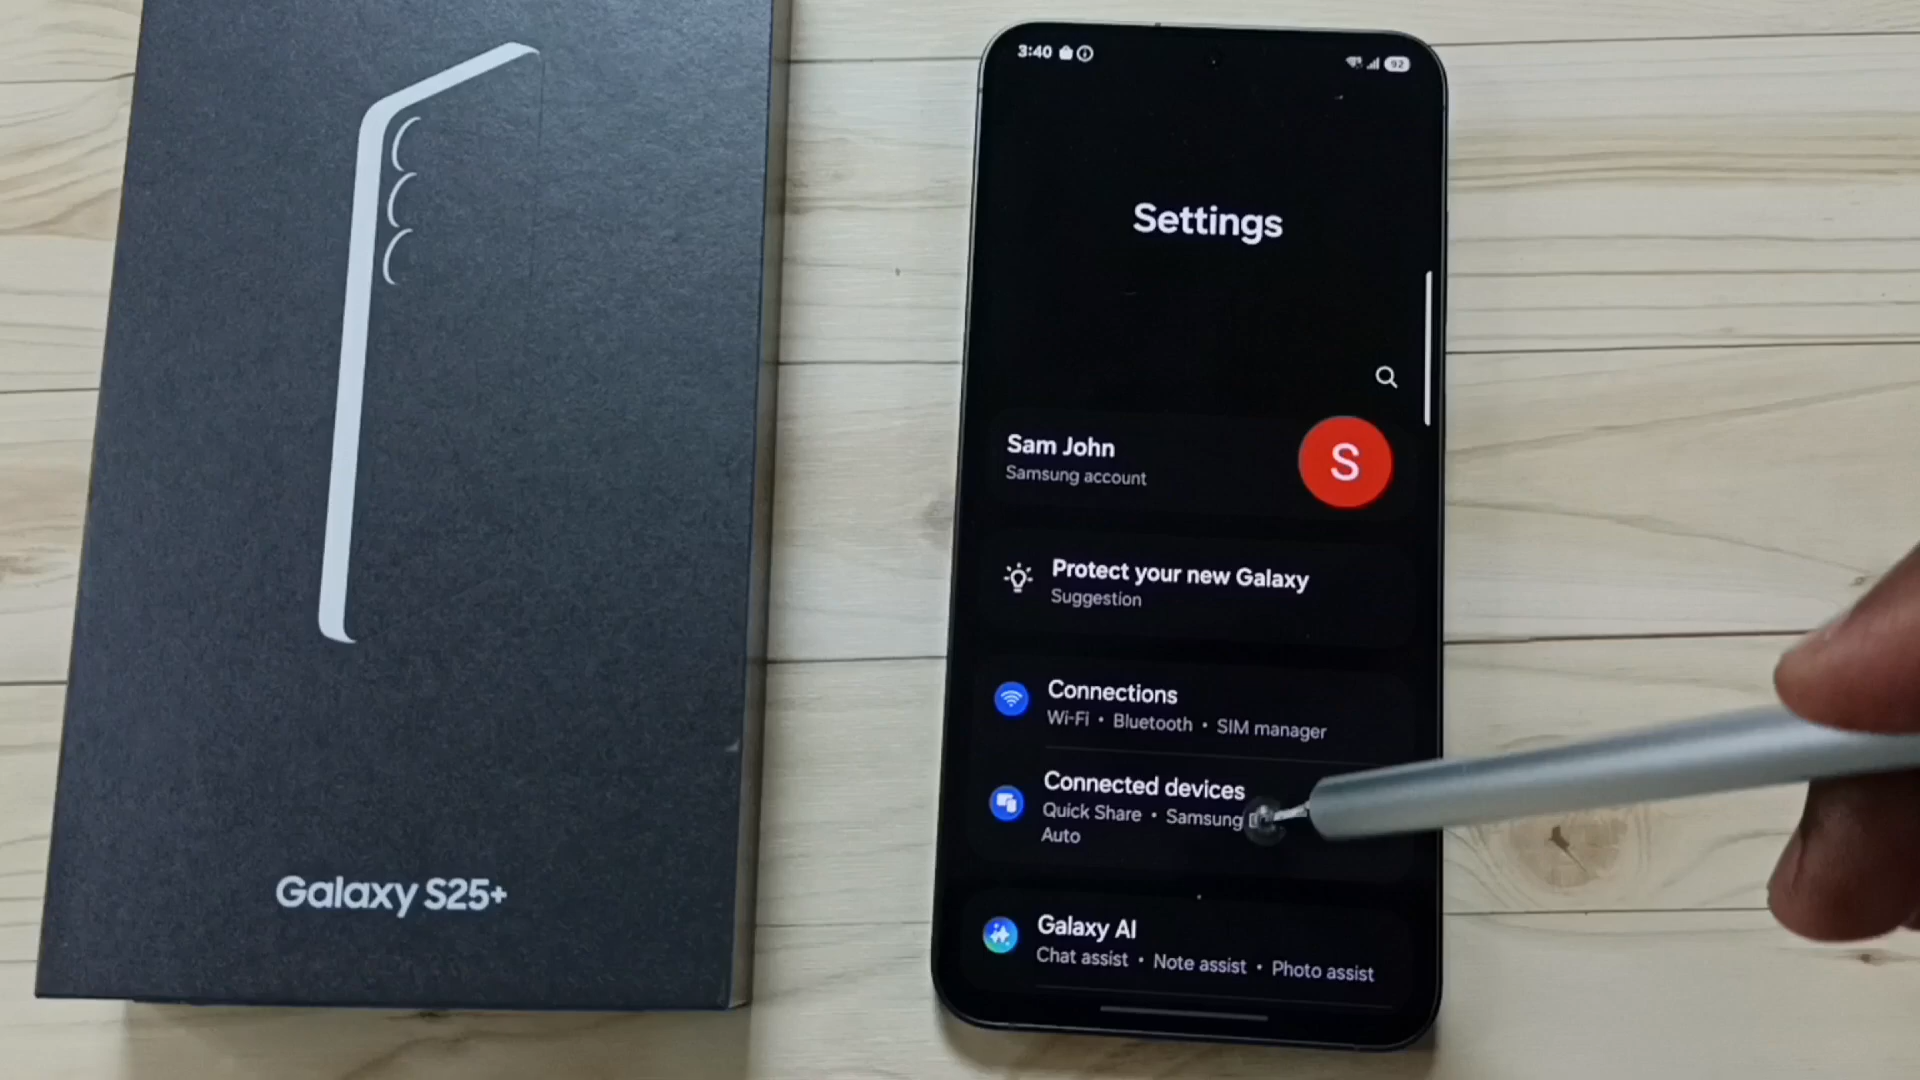 Galaxy S25+
3:40
92
Settings
Sam John
Samsung account
S
Protect your new Galaxy
Suggestion
Connections
Wi-Fi • Bluetooth • SIM manager
Connected devices
Quick Share • Samsung
Auto
Galaxy AI
Chat assist • Note assist • Photo assist